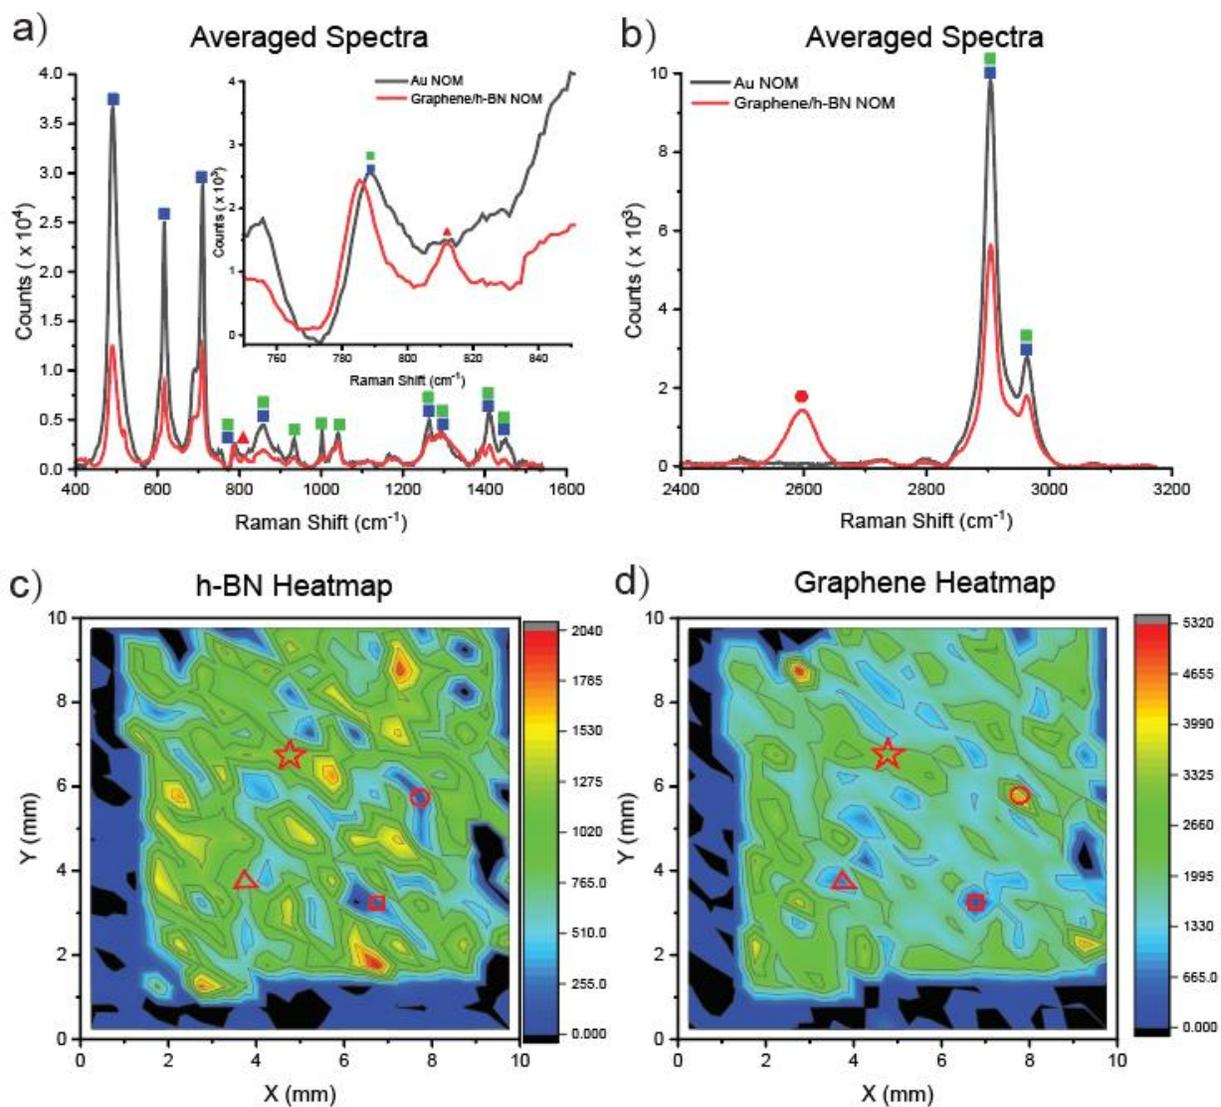 a)
Averaged Spectra
4.0
3.5
3.0
2.5
2.0
1.5
1.0
0.5
0.0
Counts ( x 10⁴)
400 600 800 1000 1200 1400 1600
Raman Shift (cm⁻¹)
Au NOM
Graphene/h-BN NOM
4
3
2
1
0
Counts ( x 10³)
760 780 800 820 840
Raman Shift (cm⁻¹)
b)
Averaged Spectra
Au NOM
Graphene/h-BN NOM
10
8
6
4
2
0
Counts ( x 10³)
2400 2600 2800 3000 3200
Raman Shift (cm⁻¹)
c)
h-BN Heatmap
10
8
6
4
2
0
Y (mm)
0 2 4 6 8 10
X (mm)
2040
1785
1530
1275
1020
765.0
510.0
255.0
0.000
d)
Graphene Heatmap
10
8
6
4
2
0
Y (mm)
0 2 4 6 8 10
X (mm)
5320
4655
3990
3325
2660
1995
1330
665.0
0.000